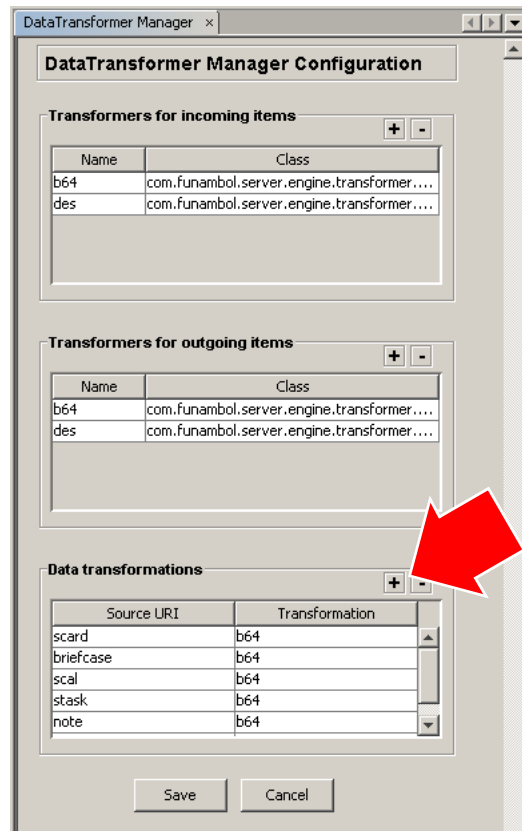 DataTransformer Manager ×
DataTransformer Manager Configuration
Transformers for incoming items
+ -
Name Class
b64 com.funambol.server.engine.transformer....
des com.funambol.server.engine.transformer....
Transformers for outgoing items
+ -
Name Class
b64 com.funambol.server.engine.transformer....
des com.funambol.server.engine.transformer....
Data transformations
+ -
Source URI Transformation
scard b64
briefcase b64
scal b64
stask b64
note b64
Save Cancel